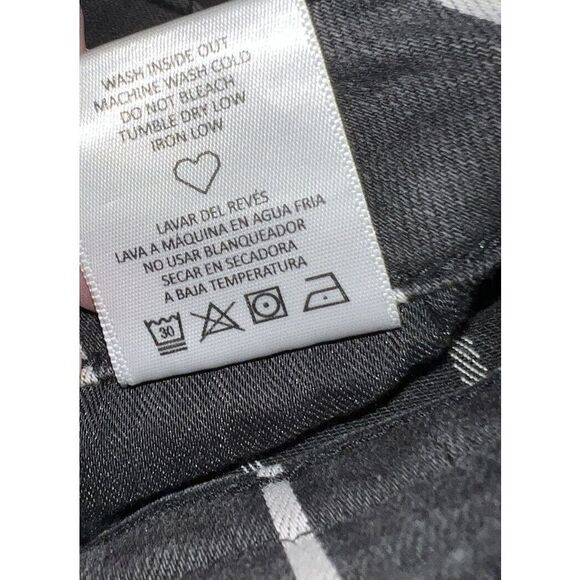 WASH INSIDE OUT
MACHINE WASH COLD
DO NOT BLEACH
TUMBLE DRY LOW
IRON LOW
LAVAR DEL REVÉS
LAVA A MÁQUINA EN AGUA FRIA
NO USAR BLANQUEADOR
SECAR EN SECADORA
A BAJA TEMPERATURA
30